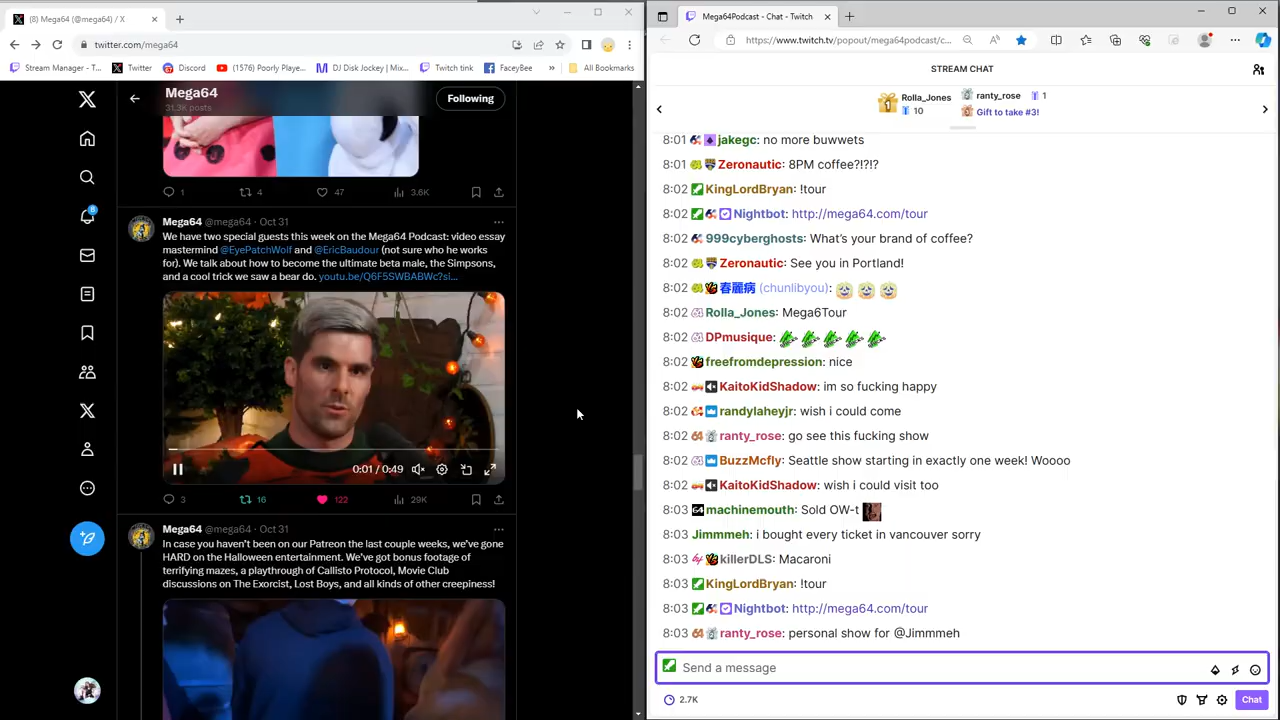 (8) Mega64 (@mega64) / X
twitter.com/mega64
Stream Manager - T...
Twitter
Discord
(1576) Poorly Playe...
DJ Disk Jockey | Mix...
Twitch tink
FaceyBee
»
All Bookmarks
Mega64
31.3K posts
Following
1
4
47
3.6K
Mega64 @mega64 · Oct 31
We have two special guests this week on the Mega64 Podcast: video essay
mastermind @EyePatchWolf and @EricBaudour (not sure who he works
for). We talk about how to become the ultimate beta male, the Simpsons,
and a cool trick we saw a bear do. youtu.be/Q6F5SWBABWc?si...
0:01 / 0:49
3
16
122
29K
Mega64 @mega64 · Oct 31
In case you haven't been on our Patreon the last couple weeks, we've gone
HARD on the Halloween entertainment. We've got bonus footage of
terrifying mazes, a playthrough of Callisto Protocol, Movie Club
discussions on The Exorcist, Lost Boys, and all kinds of other creepiness!
8
Mega64Podcast - Chat - Twitch
https://www.twitch.tv/popout/mega64podcast/c...
STREAM CHAT
1
Rolla_Jones
10
ranty_rose 1
Gift to take #3!
8:01 jakegc: no more buwwets
8:01 Zeronautic: 8PM coffee?!?!?
8:02 KingLordBryan: !tour
8:02 Nightbot: http://mega64.com/tour
8:02 999cyberghosts: What's your brand of coffee?
8:02 Zeronautic: See you in Portland!
8:02 春麗病 (chunlibyou):
8:02 Rolla_Jones: Mega6Tour
8:02 DPmusique:
8:02 freefromdepression: nice
8:02 KaitoKidShadow: im so fucking happy
8:02 randylaheyjr: wish i could come
8:02 ranty_rose: go see this fucking show
8:02 BuzzMcfly: Seattle show starting in exactly one week! Woooo
8:02 KaitoKidShadow: wish i could visit too
8:03 machinemouth: Sold OW-t
8:03 Jimmmeh: i bought every ticket in vancouver sorry
8:03 killerDLS: Macaroni
8:03 KingLordBryan: !tour
8:03 Nightbot: http://mega64.com/tour
8:03 ranty_rose: personal show for @Jimmmeh
Send a message
2.7K
Chat